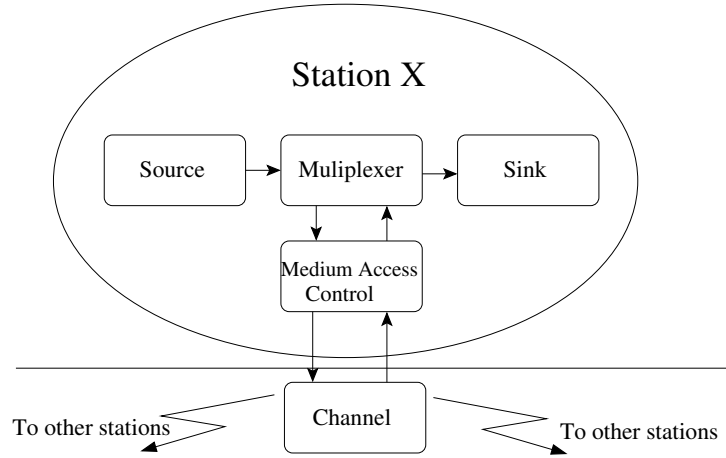 Station X
Source
Muliplexer
Sink
Medium Access
Control
Channel
To other stations
To other stations